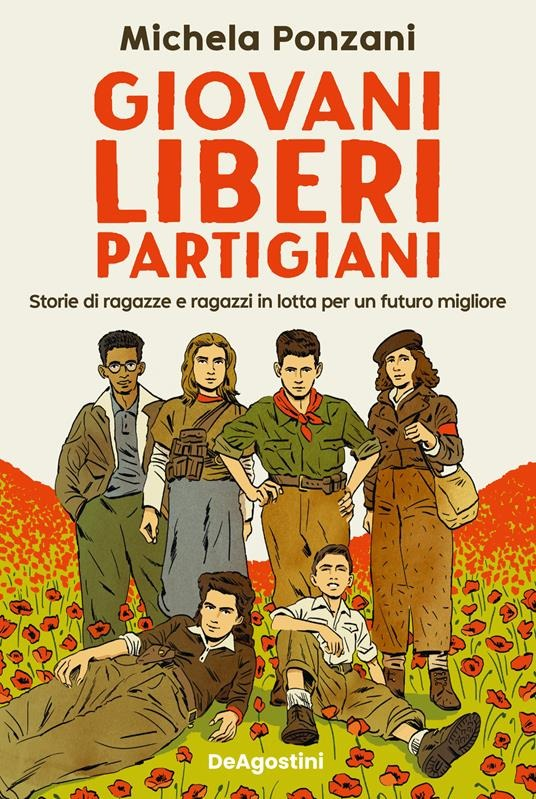 Michela Ponzani
GIOVANI
LIBERI
PARTIGIANI
Storie di ragazze e ragazzi in lotta per un futuro migliore
DeAgostini